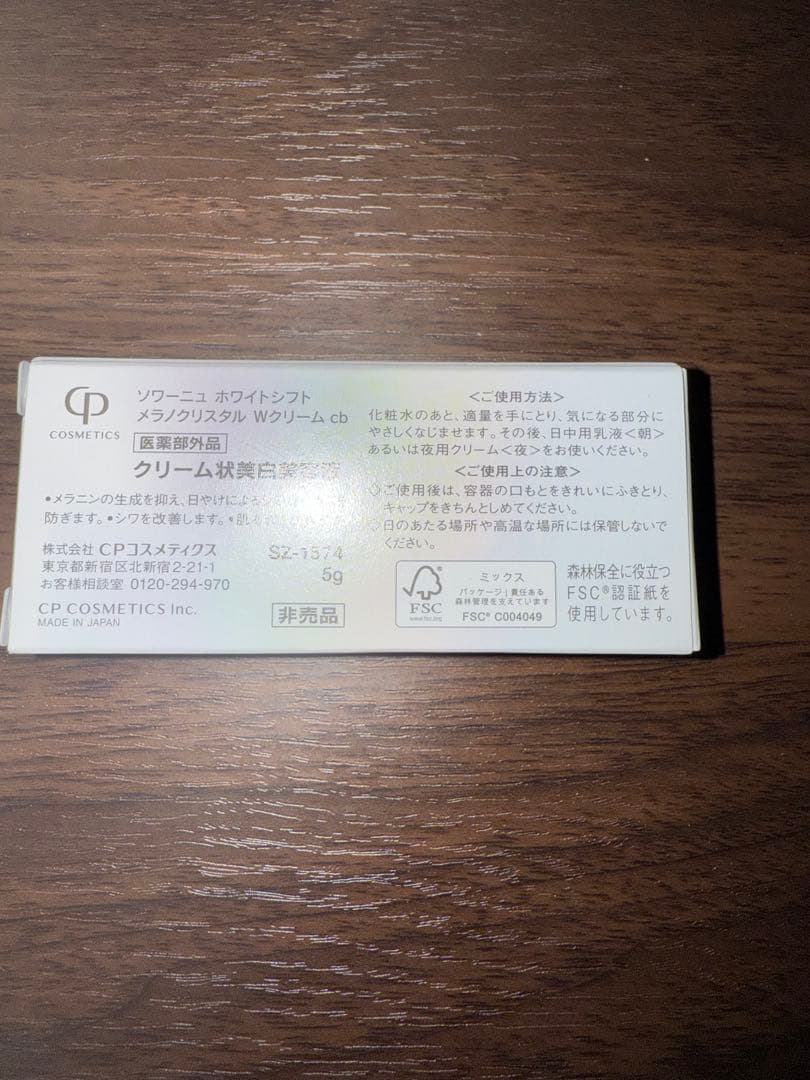 CP
COSMETICS
ソワーニュ ホワイトシフト
メラノクリスタル Wクリーム cb
医薬部外品
クリーム状美白美容液
•メラニンの生成を抑え、日やけによる
防ぎます。•シワを改善します。•肌
株式会社 CPコスメティクス
東京都新宿区北新宿2-21-1
お客様相談室 0120-294-970
CP COSMETICS Inc.
MADE IN JAPAN
SZ-1574
5g
非売品
<ご使用方法>
化粧水のあと、適量を手にとり、気になる部分に
やさしくなじませます。その後、日中用乳液<朝>
あるいは夜用クリーム<夜>をお使いください。
<ご使用上の注意>
◇ご使用後は、容器の口もとをきれいにふきとり、
キャップをきちんとしめてください。
◇日のあたる場所や高温な場所には保管しないで
ください。
FSC
www.fsc.org
ミックス
パッケージ|責任ある
森林管理を支えています
FSC® C004049
森林保全に役立つ
FSC®認証紙を
使用しています。